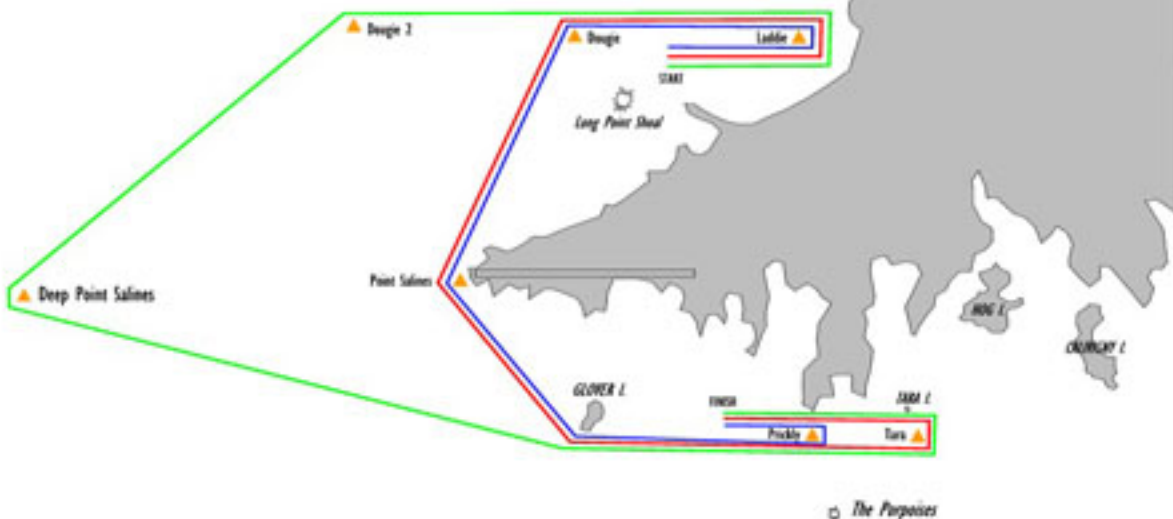 Dougie 2
Dougie
Laddie
START
Long Point Shoal
Point Salines
Deep Point Salines
HOG I.
CALIVIGNY I.
GLOVER I.
FINISH
TARA I.
Prickly
Tara
The Porpoises